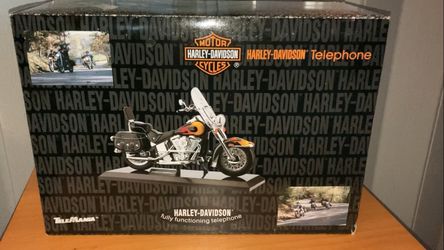 MOTOR
HARLEY-DAVIDSON
CYCLES
®
HARLEY-DAVIDSON Telephone
HARLEY-DAVIDSON
fully functioning telephone
TeleMania